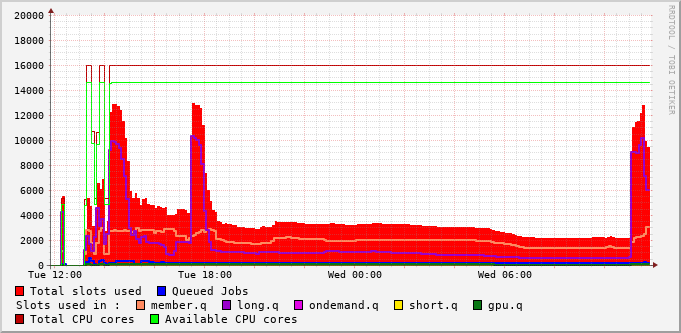 20000
18000
16000
14000
12000
10000
8000
6000
4000
2000
0
Tue 12:00 Tue 18:00 Wed 00:00 Wed 06:00
RRDTOOL / TOBI OETIKER
Total slots used Queued Jobs
Slots used in : member.q long.q ondemand.q short.q gpu.q
Total CPU cores Available CPU cores